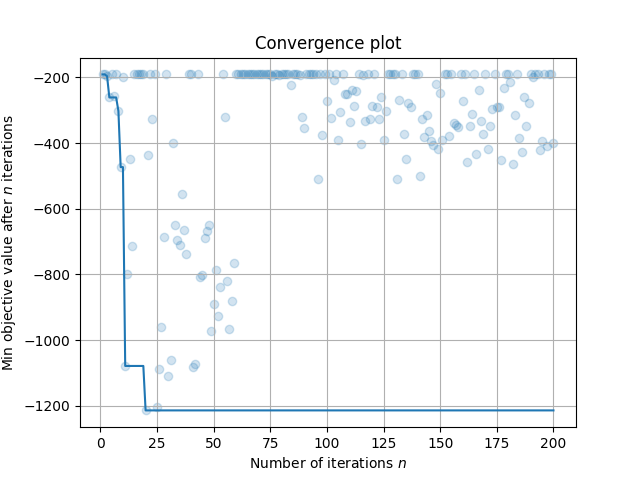 Convergence plot
Min objective value after n iterations
−200
−400
−600
−800
−1000
−1200
0 25 50 75 100 125 150 175 200
Number of iterations n